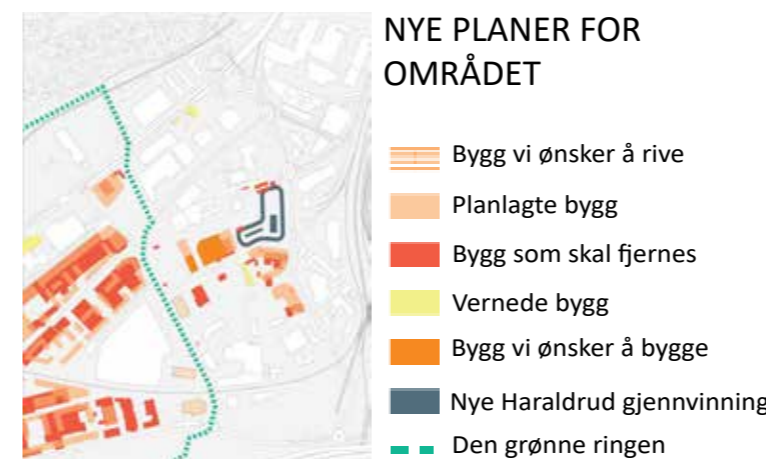 NYE PLANER FOR
OMRÅDET
Bygg vi ønsker å rive
Planlagte bygg
Bygg som skal fjernes
Vernede bygg
Bygg vi ønsker å bygge
Nye Haraldrud gjennvinning
Den grønne ringen